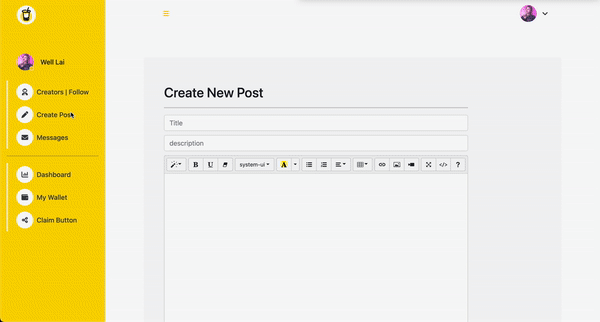 Well Lai
Creators | Follow
Create Post
Messages
Dashboard
My Wallet
Claim Button
Create New Post
Title
description
B U system-ui A </> ?